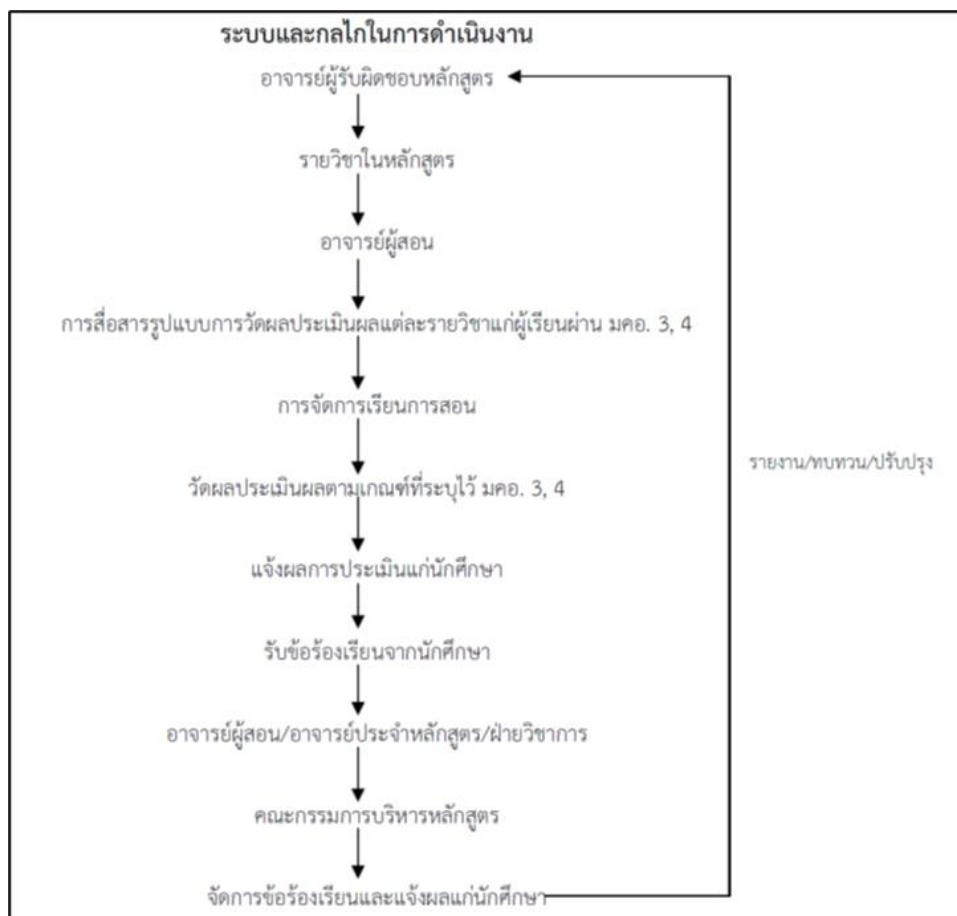 ระบบและกลไกในการดำเนินงาน
อาจารย์ผู้รับผิดชอบหลักสูตร
รายวิชาในหลักสูตร
อาจารย์ผู้สอน
การสื่อสารรูปแบบการวัดผลประเมินผลแต่ละรายวิชาแก่ผู้เรียนผ่าน มคอ. 3, 4
การจัดการเรียนการสอน
รายงาน/ทบทวน/ปรับปรุง
วัดผลประเมินผลตามเกณฑ์ที่ระบุไว้ มคอ. 3, 4
แจ้งผลการประเมินแก่นักศึกษา
รับข้อร้องเรียนจากนักศึกษา
อาจารย์ผู้สอน/อาจารย์ประจำหลักสูตร/ฝ่ายวิชาการ
คณะกรรมการบริหารหลักสูตร
จัดการข้อร้องเรียนและแจ้งผลแก่นักศึกษา